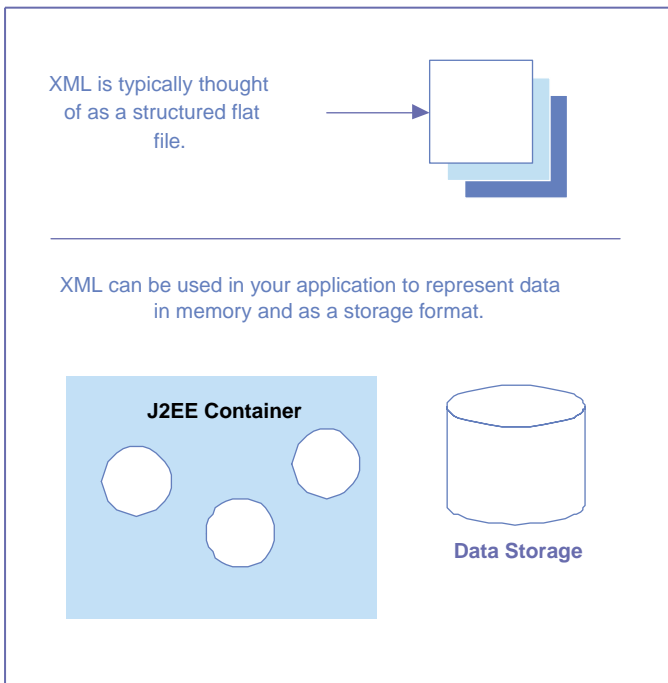 XML is typically thought
of as a structured flat
file.
XML can be used in your application to represent data
in memory and as a storage format.
J2EE Container
Data Storage